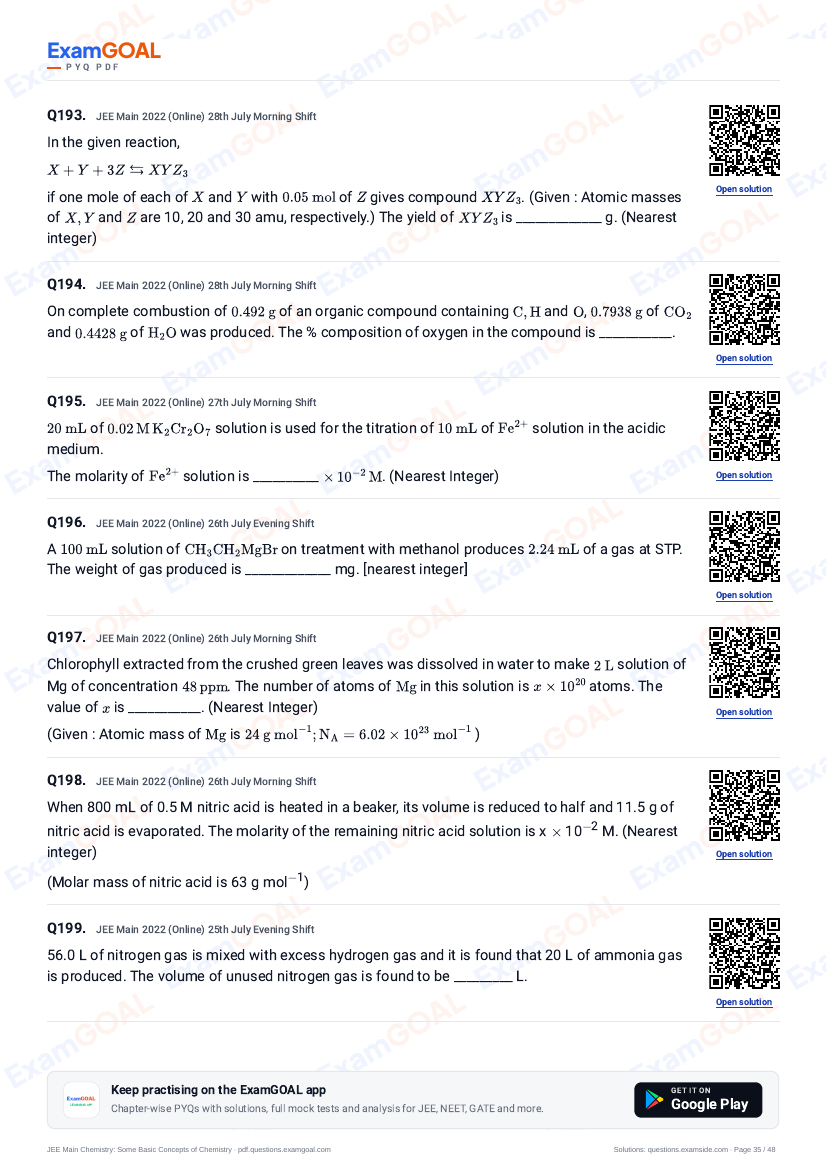 ExamGOAL
PYQ PDF
Q193. JEE Main 2022 (Online) 28th July Morning Shift
In the given reaction,
X + Y + 3Z ⇆ XYZ₃
if one mole of each of X and Y with 0.05 mol of Z gives compound XYZ₃. (Given : Atomic masses
of X, Y and Z are 10, 20 and 30 amu, respectively.) The yield of XYZ₃ is _____________ g. (Nearest
integer)
Open solution
Q194. JEE Main 2022 (Online) 28th July Morning Shift
On complete combustion of 0.492 g of an organic compound containing C, H and O, 0.7938 g of CO₂
and 0.4428 g of H₂O was produced. The % composition of oxygen in the compound is ___________.
Open solution
Q195. JEE Main 2022 (Online) 27th July Morning Shift
20 mL of 0.02 M K₂Cr₂O₇ solution is used for the titration of 10 mL of Fe²⁺ solution in the acidic
medium.
The molarity of Fe²⁺ solution is __________ × 10⁻² M. (Nearest Integer)
Open solution
Q196. JEE Main 2022 (Online) 26th July Evening Shift
A 100 mL solution of CH₃CH₂MgBr on treatment with methanol produces 2.24 mL of a gas at STP.
The weight of gas produced is _____________ mg. [nearest integer]
Open solution
Q197. JEE Main 2022 (Online) 26th July Morning Shift
Chlorophyll extracted from the crushed green leaves was dissolved in water to make 2 L solution of
Mg of concentration 48 ppm. The number of atoms of Mg in this solution is x × 10²⁰ atoms. The
value of x is ___________. (Nearest Integer)
(Given : Atomic mass of Mg is 24 g mol⁻¹; N_A = 6.02 × 10²³ mol⁻¹ )
Open solution
Q198. JEE Main 2022 (Online) 26th July Morning Shift
When 800 mL of 0.5 M nitric acid is heated in a beaker, its volume is reduced to half and 11.5 g of
nitric acid is evaporated. The molarity of the remaining nitric acid solution is x × 10⁻² M. (Nearest
integer)
(Molar mass of nitric acid is 63 g mol⁻¹)
Open solution
Q199. JEE Main 2022 (Online) 25th July Evening Shift
56.0 L of nitrogen gas is mixed with excess hydrogen gas and it is found that 20 L of ammonia gas
is produced. The volume of unused nitrogen gas is found to be _________ L.
Open solution
ExamGOAL
Keep practising on the ExamGOAL app
Chapter-wise PYQs with solutions, full mock tests and analysis for JEE, NEET, GATE and more.
GET IT ON
Google Play
JEE Main Chemistry: Some Basic Concepts of Chemistry · pdf.questions.examgoal.com
Solutions: questions.examside.com · Page 35 / 48